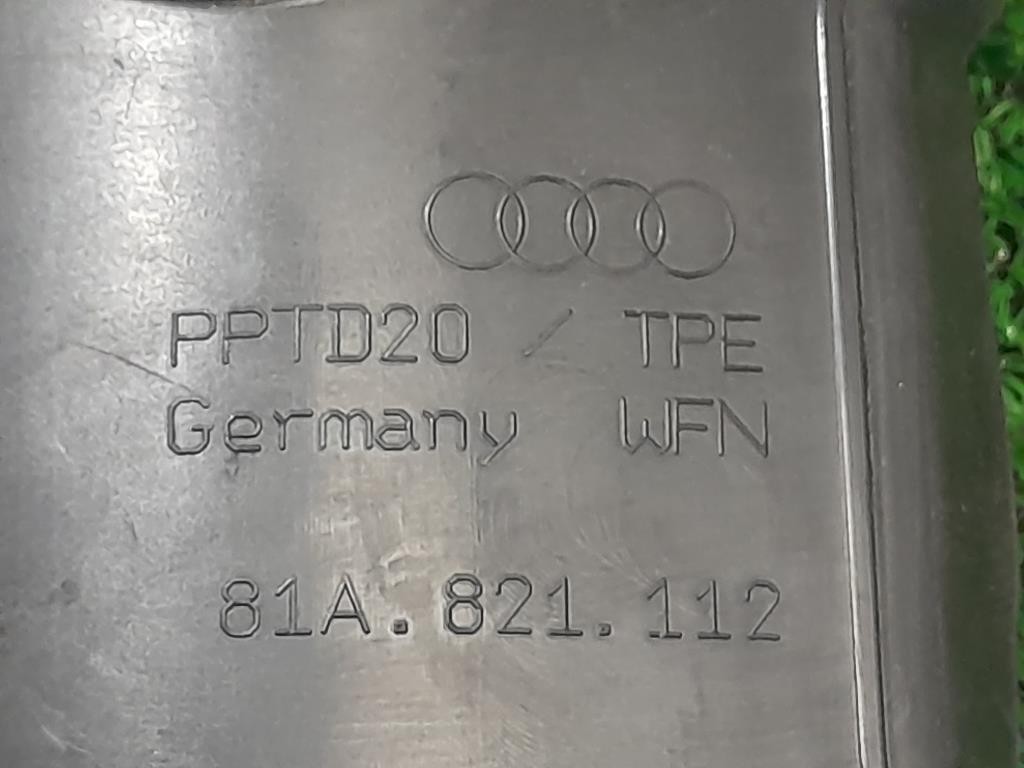 PPTD20 / TPE
Germany WFN
81A.821.112